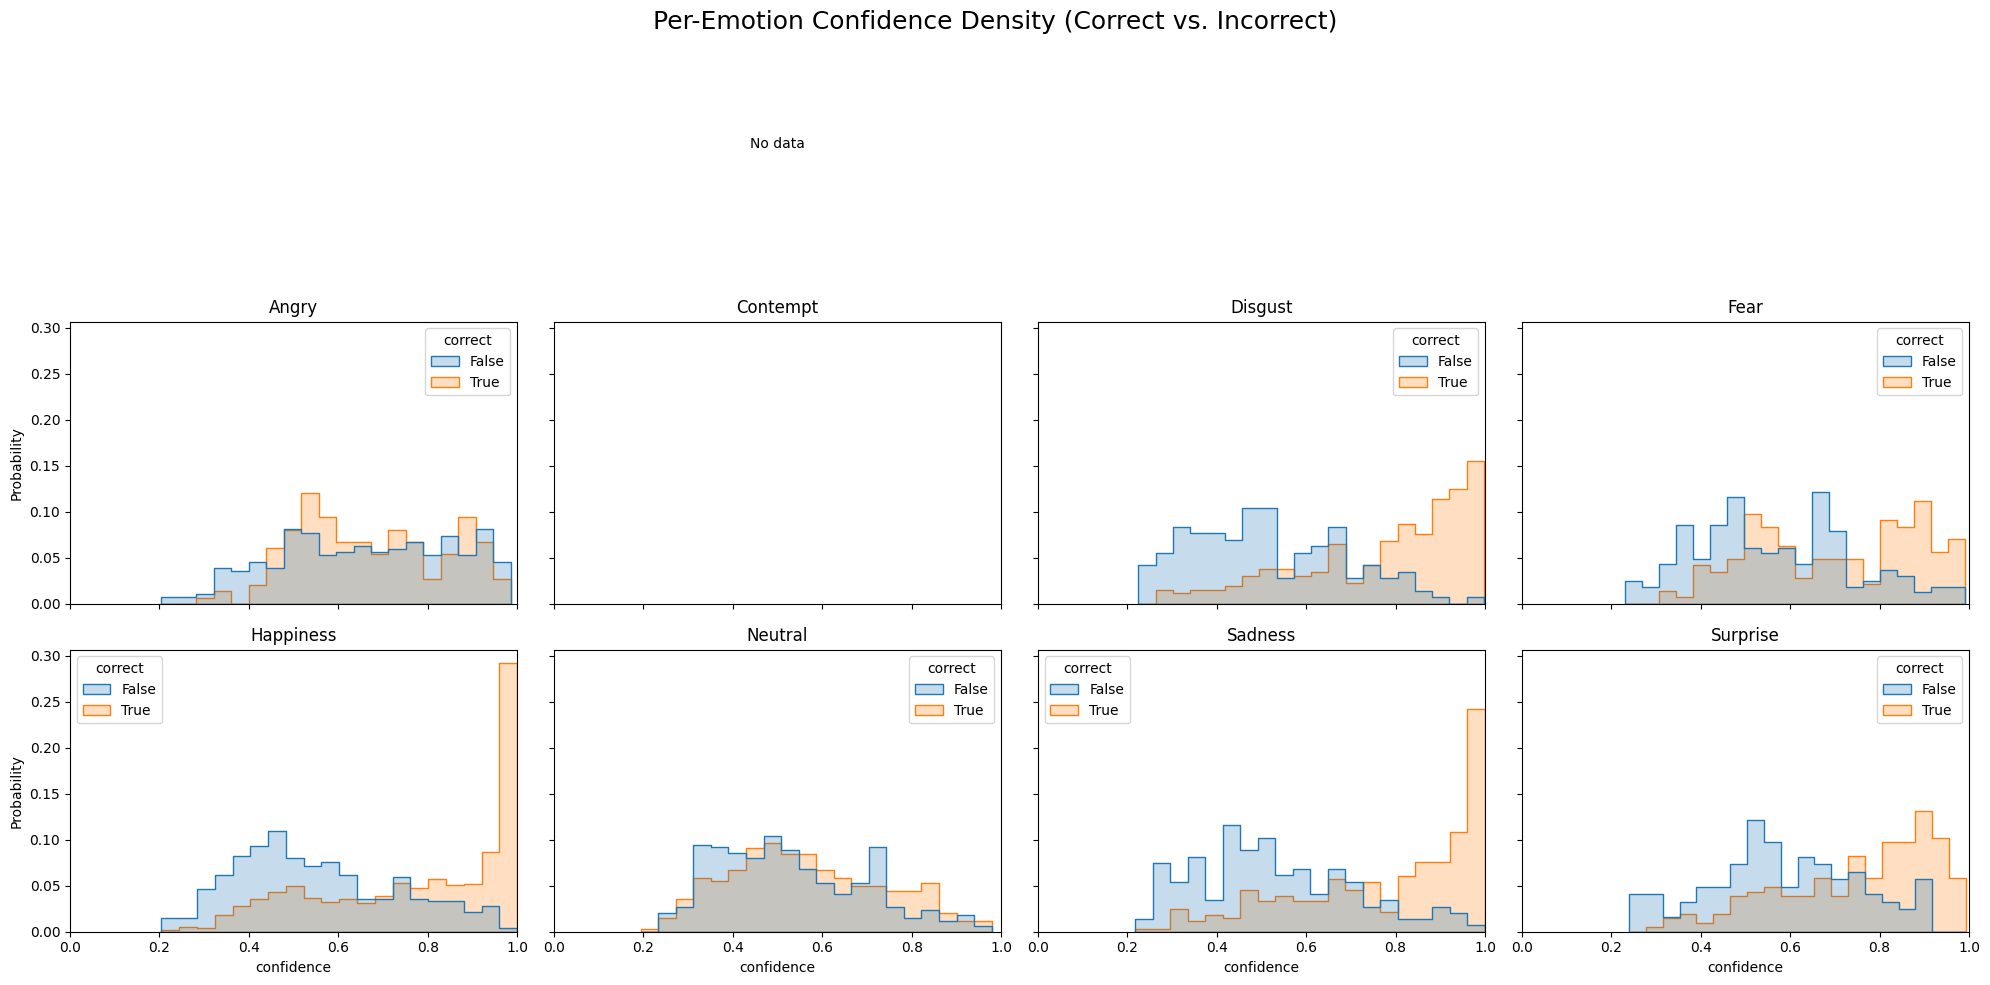 Per-Emotion Confidence Density (Correct vs. Incorrect)
No data
Angry
Contempt
Disgust
Fear
0.30
0.25
0.20
0.15
0.10
0.05
0.00
Probability
correct
False
True
correct
False
True
correct
False
True
Happiness
Neutral
Sadness
Surprise
0.30
0.25
0.20
0.15
0.10
0.05
0.00
Probability
correct
False
True
correct
False
True
correct
False
True
correct
False
True
0.0 0.2 0.4 0.6 0.8 1.0
0.0 0.2 0.4 0.6 0.8 1.0
0.0 0.2 0.4 0.6 0.8 1.0
0.0 0.2 0.4 0.6 0.8 1.0
confidence
confidence
confidence
confidence